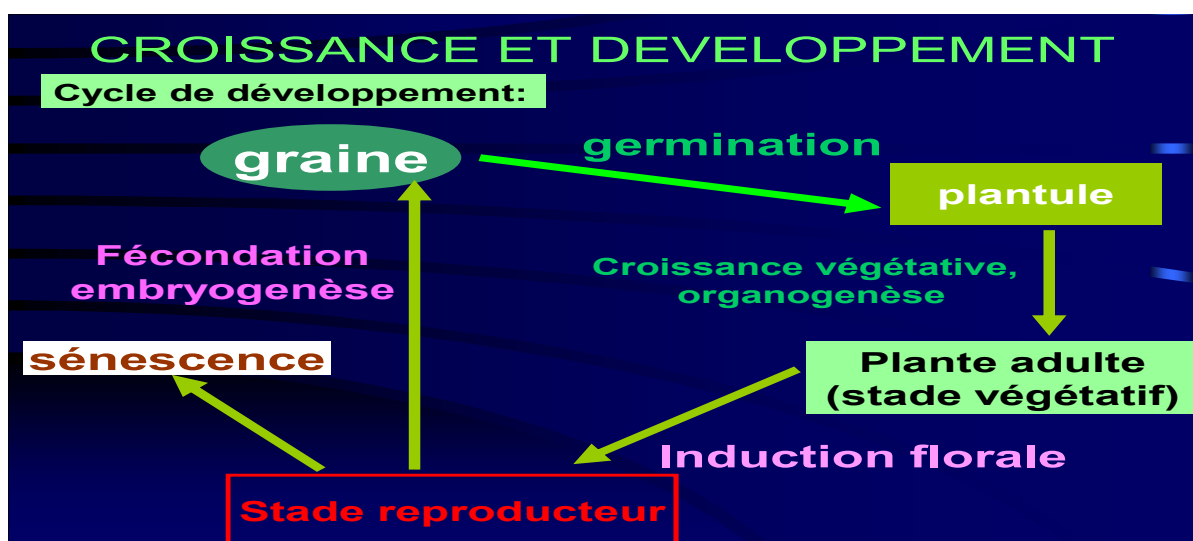 CROISSANCE ET DEVELOPPEMENT
Cycle de développement:
graine
germination
plantule
Fécondation
embryogenèse
Croissance végétative,
organogenèse
sénescence
Plante adulte
(stade végétatif)
Induction florale
Stade reproducteur